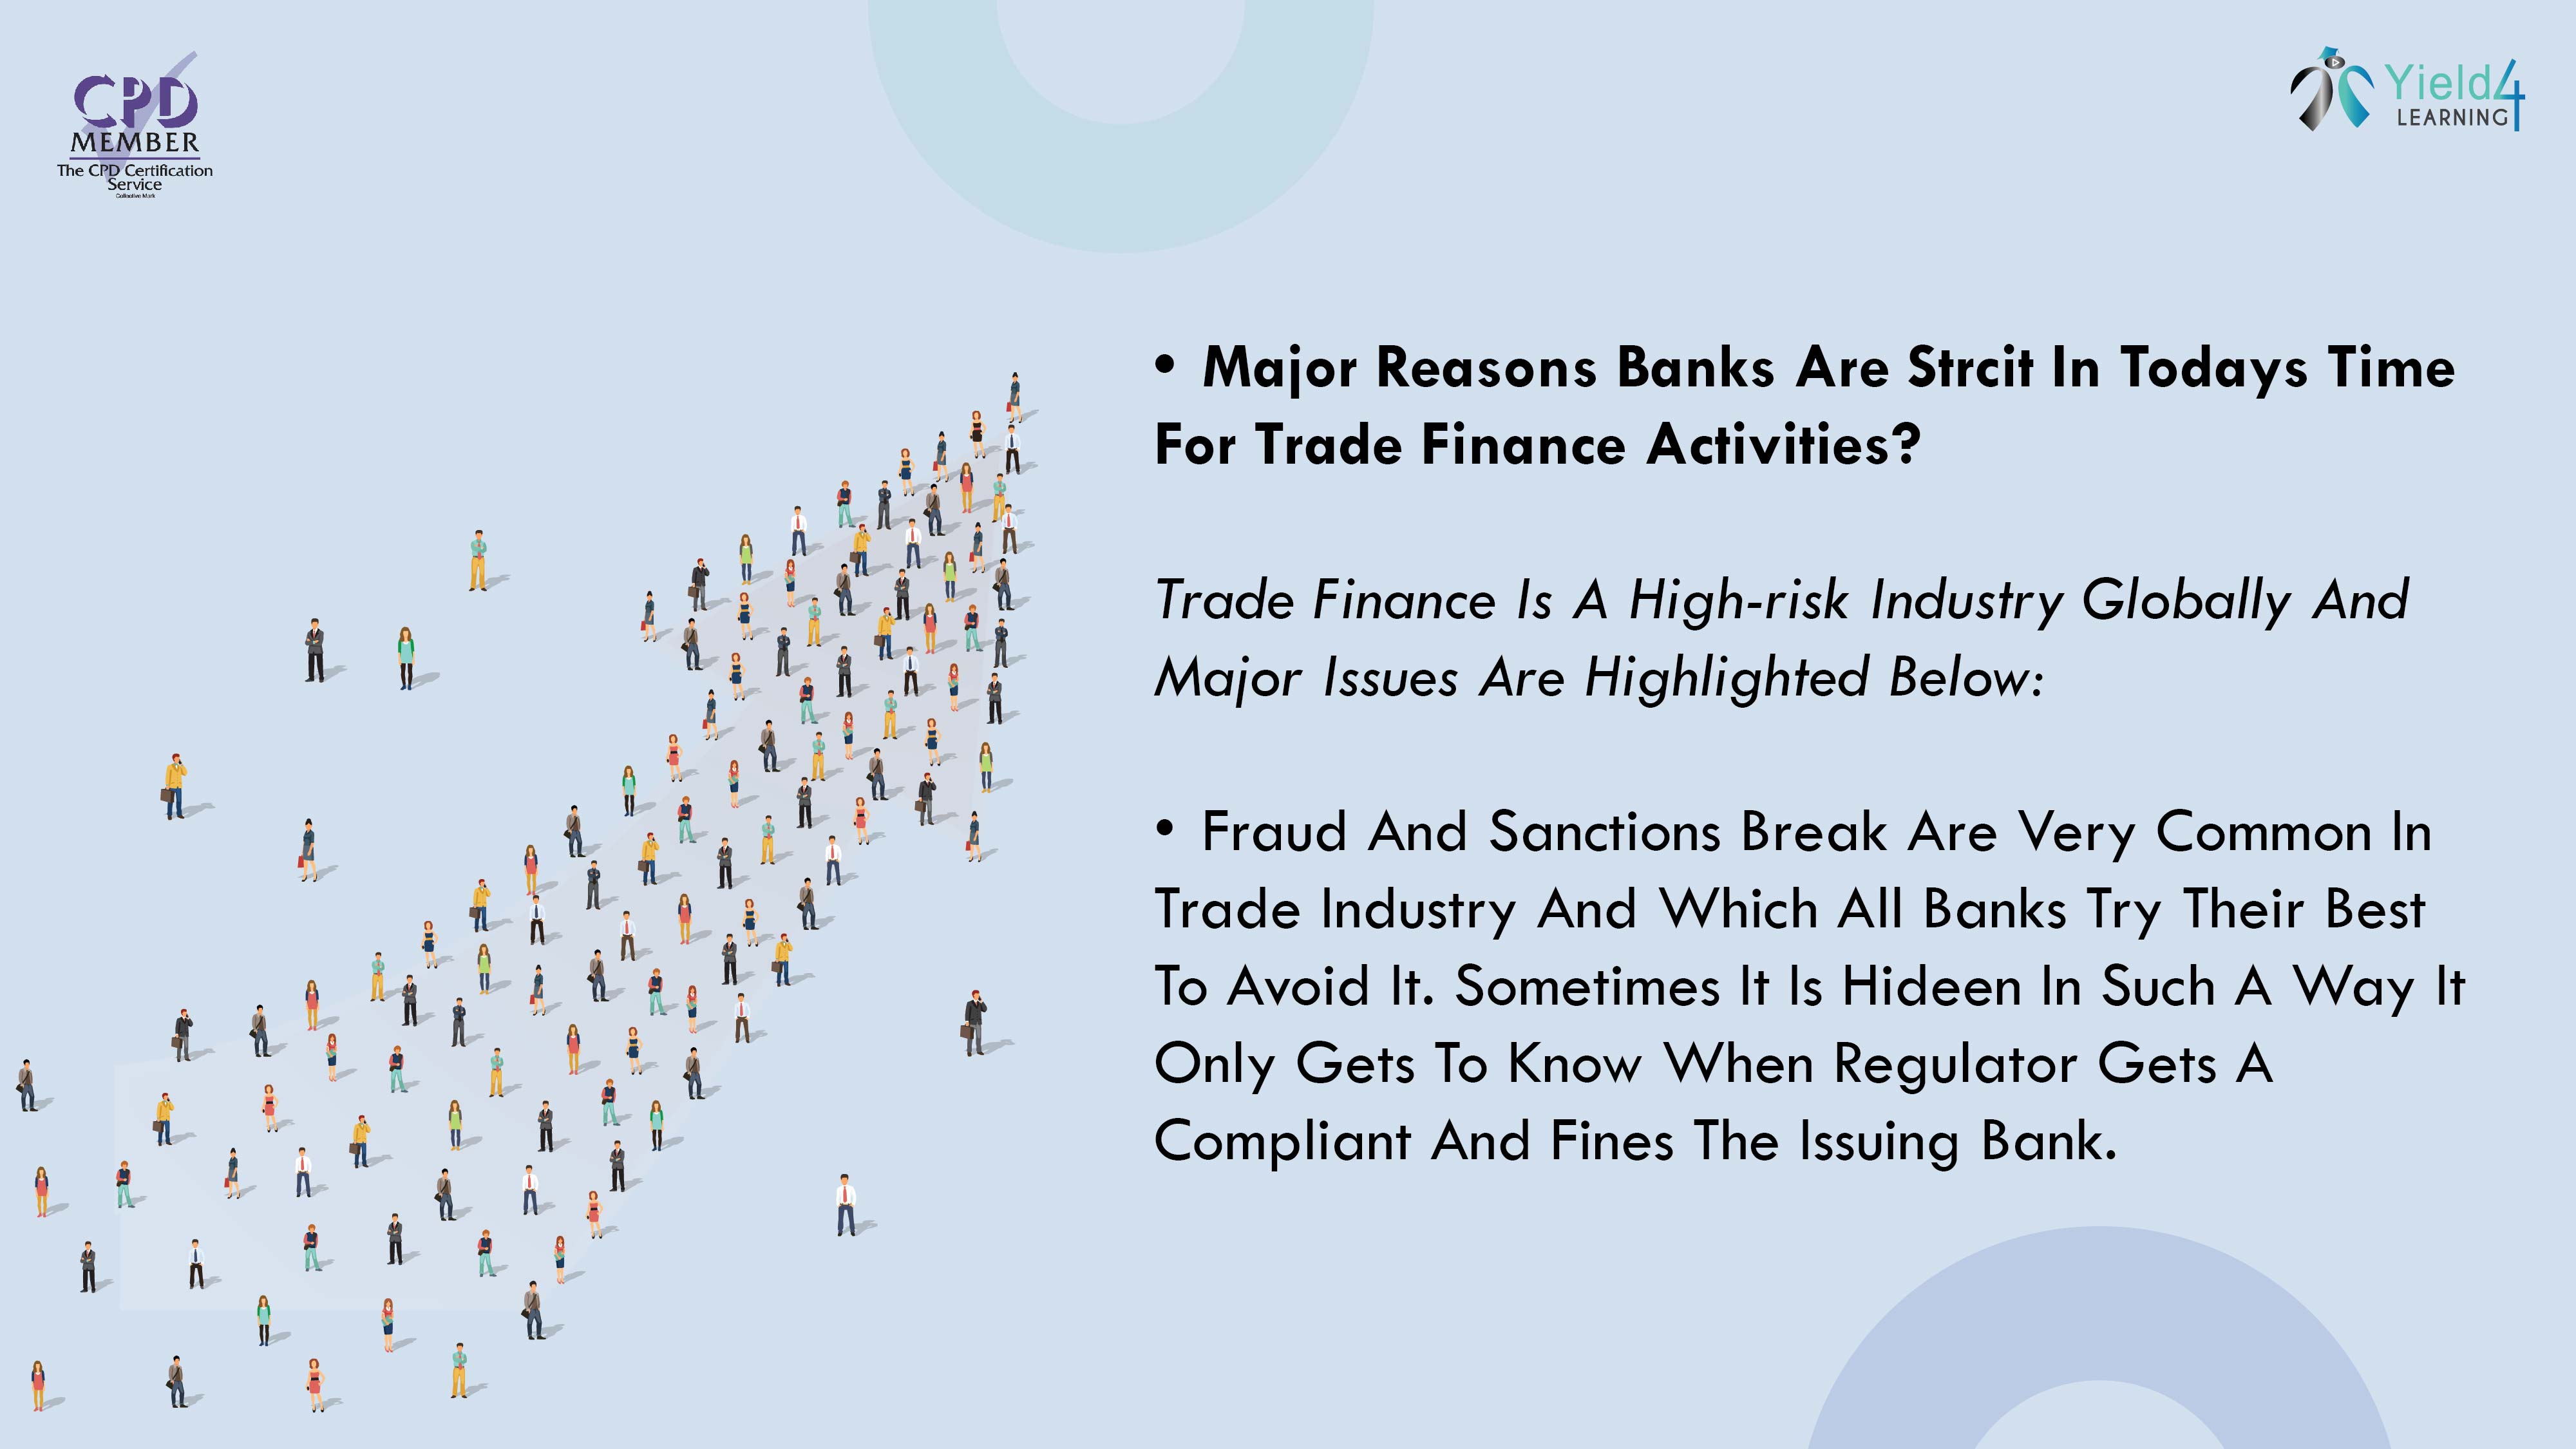 CPD
MEMBER
The CPD Certification
Service
Collective Mark
Yield4
LEARNING
• Major Reasons Banks Are Strcit In Todays Time
For Trade Finance Activities?
Trade Finance Is A High-risk Industry Globally And
Major Issues Are Highlighted Below:
• Fraud And Sanctions Break Are Very Common In
Trade Industry And Which All Banks Try Their Best
To Avoid It. Sometimes It Is Hideen In Such A Way It
Only Gets To Know When Regulator Gets A
Compliant And Fines The Issuing Bank.